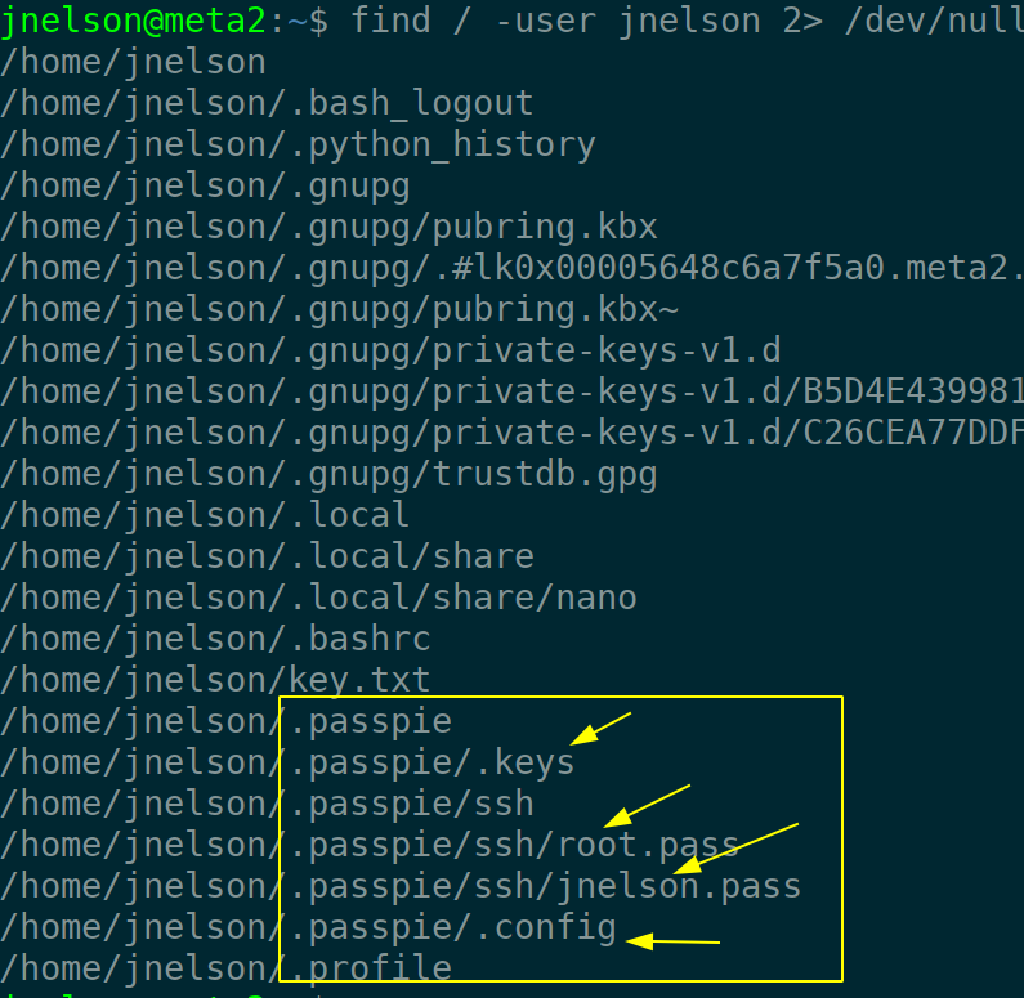 jnelson@meta2:~$ find / -user jnelson 2> /dev/null
/home/jnelson
/home/jnelson/.bash_logout
/home/jnelson/.python_history
/home/jnelson/.gnupg
/home/jnelson/.gnupg/pubring.kbx
/home/jnelson/.gnupg/.#lk0x00005648c6a7f5a0.meta2.
/home/jnelson/.gnupg/pubring.kbx~
/home/jnelson/.gnupg/private-keys-v1.d
/home/jnelson/.gnupg/private-keys-v1.d/B5D4E439981
/home/jnelson/.gnupg/private-keys-v1.d/C26CEA77DDF
/home/jnelson/.gnupg/trustdb.gpg
/home/jnelson/.local
/home/jnelson/.local/share
/home/jnelson/.local/share/nano
/home/jnelson/.bashrc
/home/jnelson/key.txt
/home/jnelson/.passpie
/home/jnelson/.passpie/.keys
/home/jnelson/.passpie/ssh
/home/jnelson/.passpie/ssh/root.pass
/home/jnelson/.passpie/ssh/jnelson.pass
/home/jnelson/.passpie/.config
/home/jnelson/.profile